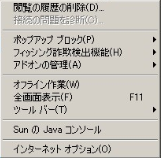 閲覧の履歴の削除(D)...
接続の問題を診断(C)...
ポップアップ ブロック(P)
フィッシング詐欺検出機能(H)
アドオンの管理(A)
オフライン作業(W)
全画面表示(F) F11
ツール バー(T)
Sun の Java コンソール
インターネット オプション(O)